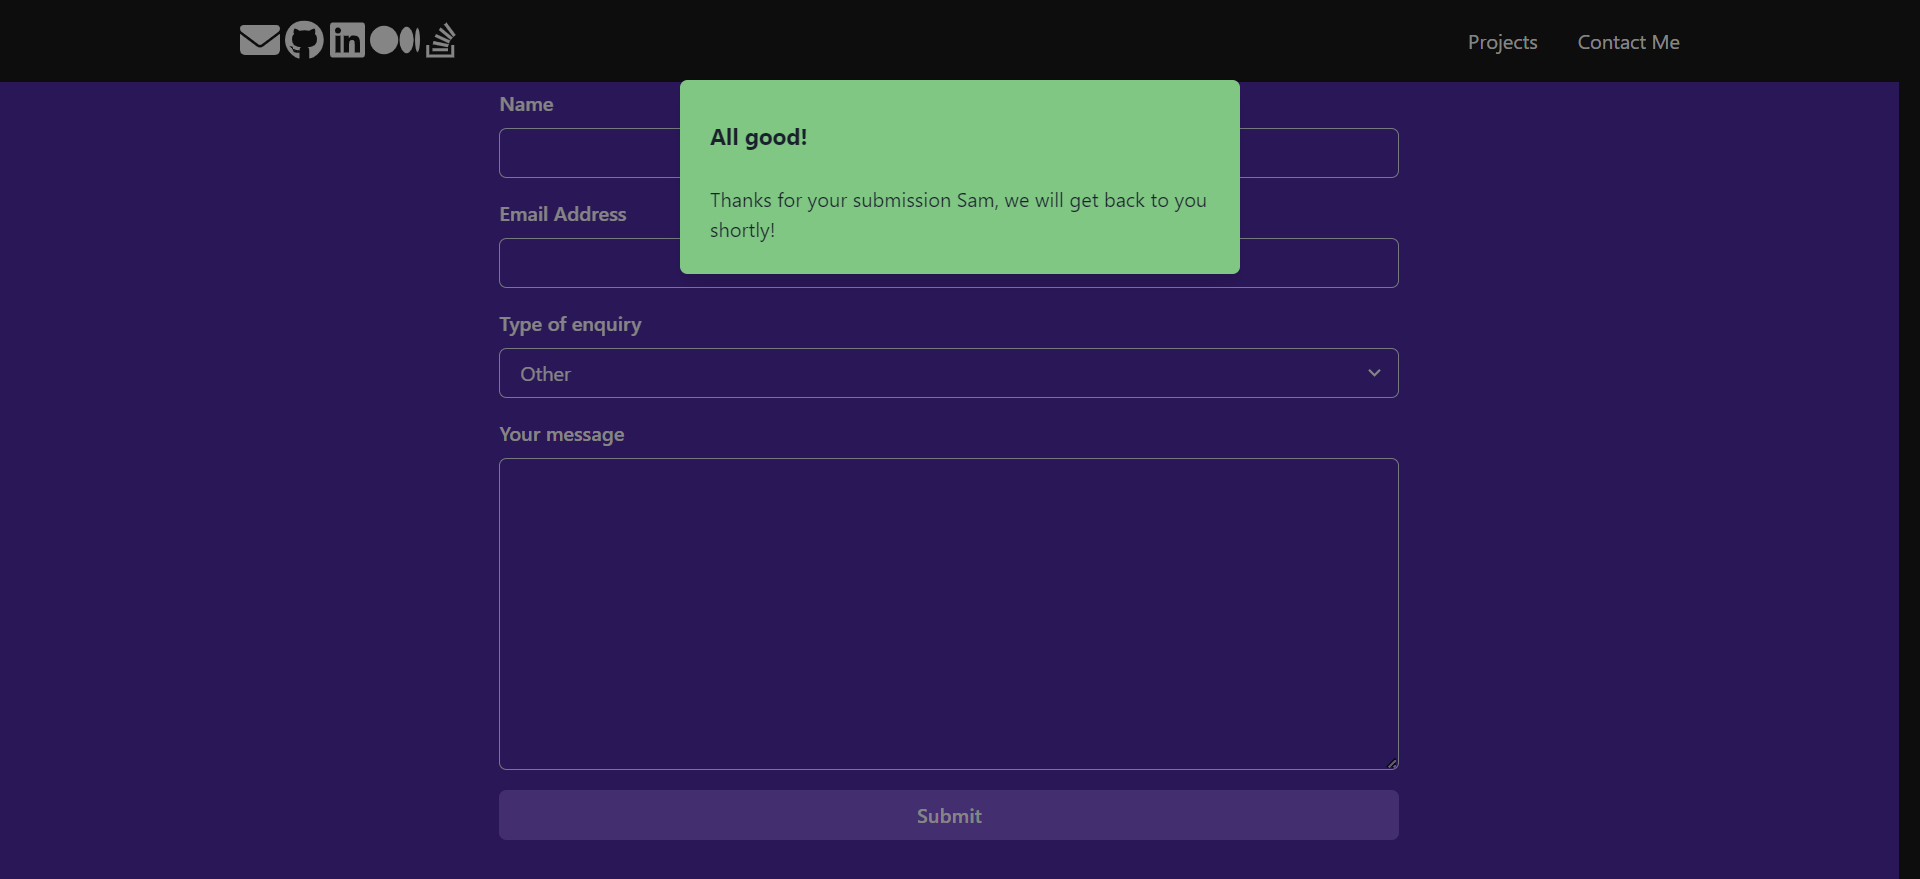 Projects
Contact Me
Name
All good!
Thanks for your submission Sam, we will get back to you
shortly!
Email Address
Type of enquiry
Other
Your message
Submit